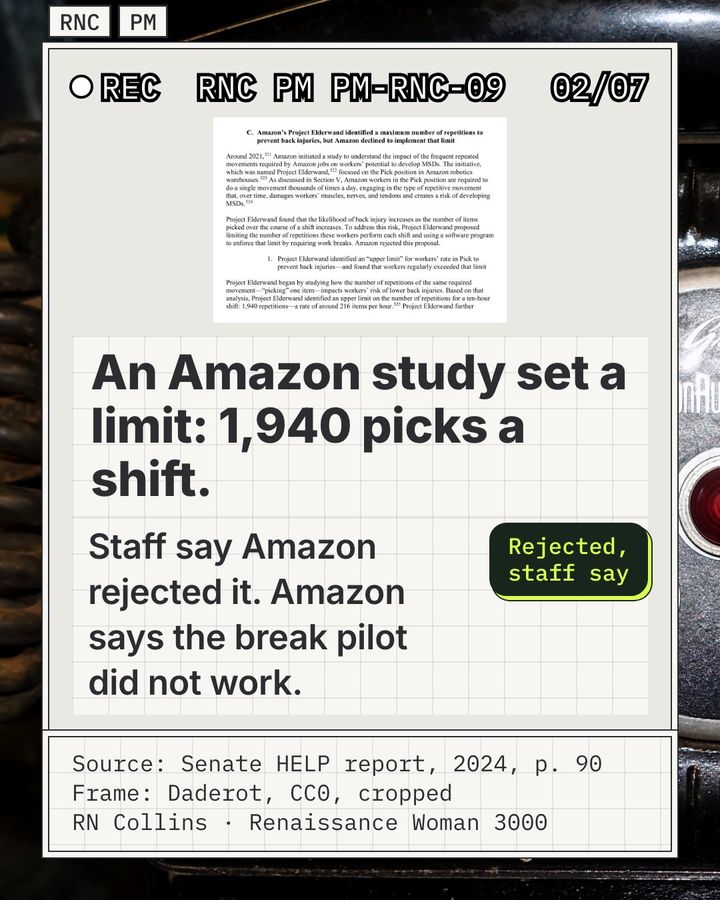 RNC PM
REC RNC PM PM-RNC-09 02/07
C. Amazon's Project Elderwand identified a maximum number of repetitions to
prevent back injuries, but Amazon declined to implement that limit
Around 2021,521 Amazon initiated a study to understand the impact of the frequent repeated
movements required by Amazon jobs on workers' potential to develop MSDs. The initiative,
which was named Project Elderwand,522 focused on the Pick position in Amazon robotics
warehouses.523 As discussed in Section V, Amazon workers in the Pick position are required to
do a single movement thousands of times a day, engaging in the type of repetitive movement
that, over time, damages workers' muscles, nerves, and tendons and creates a risk of developing
MSDs.524
Project Elderwand found that the likelihood of back injury increases as the number of items
picked over the course of a shift increases. To address this risk, Project Elderwand proposed
limiting the number of repetitions these workers perform each shift and using a software program
to enforce that limit by requiring work breaks. Amazon rejected this proposal.
1. Project Elderwand identified an "upper limit" for workers' rate in Pick to
prevent back injuries—and found that workers regularly exceeded that limit
Project Elderwand began by studying how the number of repetitions of the same required
movement—"picking" one item—impacts workers' risk of lower back injuries. Based on that
analysis, Project Elderwand identified an upper limit on the number of repetitions for a ten-hour
shift: 1,940 repetitions—a rate of around 216 items per hour.525 Project Elderwand further
An Amazon study set a
limit: 1,940 picks a
shift.
Staff say Amazon
rejected it. Amazon
says the break pilot
did not work.
Rejected,
staff say
Source: Senate HELP report, 2024, p. 90
Frame: Daderot, CC0, cropped
RN Collins · Renaissance Woman 3000